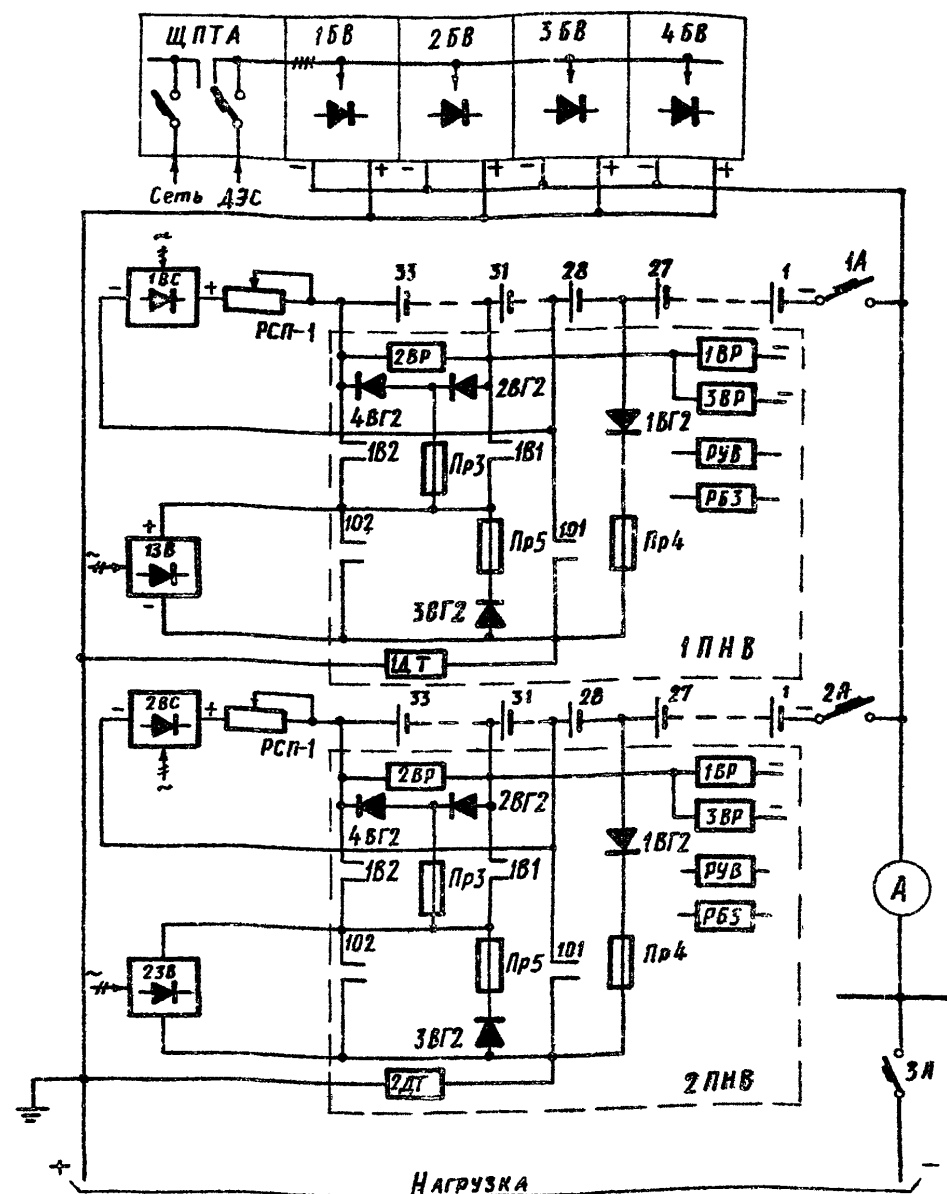 ЩПТА 1БВ 2БВ 3БВ 4БВ
- + - + - + - +
Сеть ДЭС
~
- 1ВС + 33 31 28 27 1 - 1А
РСП-1
2ВР 1ВР -
4ВГ2 2ВГ2 3ВР -
1ВГ2
1В2 Пр3 1В1 РУВ
РБЗ
+ 102 101
~ 13В Пр5 Пр4
-
3ВГ2
1ДТ 1ПНВ
- 2ВС + 33 31 28 27 1 - 2А
~ РСП-1
2ВР 1ВР -
4ВГ2 2ВГ2 3ВР -
1ВГ2
1В2 Пр3 1В1 РУВ А
102 101
~ 23В Пр5 Пр4
3ВГ2
2ДТ 2ПНВ
+ -
Нагрузка